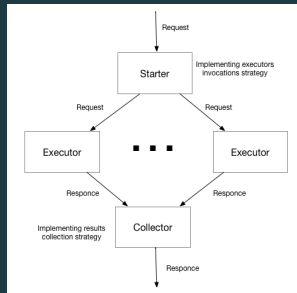 Request
Starter
Implementing executors
invocations strategy
Request
Request
Executor
Executor
Responce
Responce
Implementing results
collection strategy
Collector
Responce